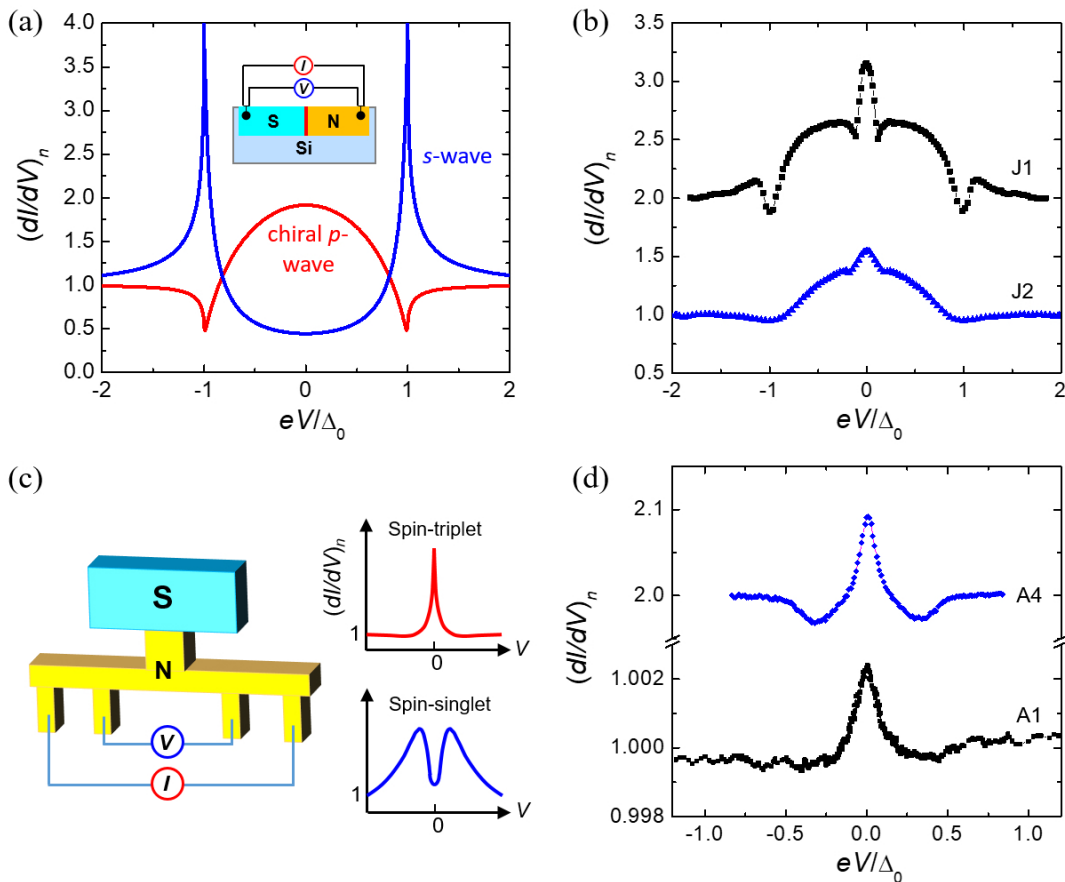 (a)
(dI/dV)n
4.0
3.5
3.0
2.5
2.0
1.5
1.0
0.5
0.0
I
V
S
N
Si
s-wave
chiral p-
wave
-2
-1
0
1
2
eV/Δ0
(b)
(dI/dV)n
3.5
3.0
2.5
2.0
1.5
1.0
0.5
J1
J2
-2
-1
0
1
2
eV/Δ0
(c)
S
N
V
I
Spin-triplet
(dI/dV)n
1
0
V
Spin-singlet
1
0
V
(d)
(dI/dV)n
2.1
2.0
1.002
1.000
0.998
A4
A1
-1.0
-0.5
0.0
0.5
1.0
eV/Δ0